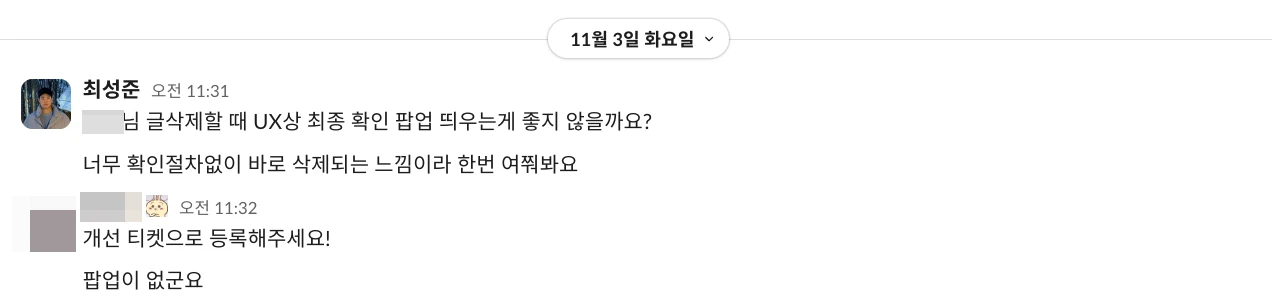 11월 3일 화요일
최성준 오전 11:31
님 글삭제할 때 UX상 최종 확인 팝업 띄우는게 좋지 않을까요?
너무 확인절차없이 바로 삭제되는 느낌이라 한번 여쭤봐요
오전 11:32
개선 티켓으로 등록해주세요!
팝업이 없군요